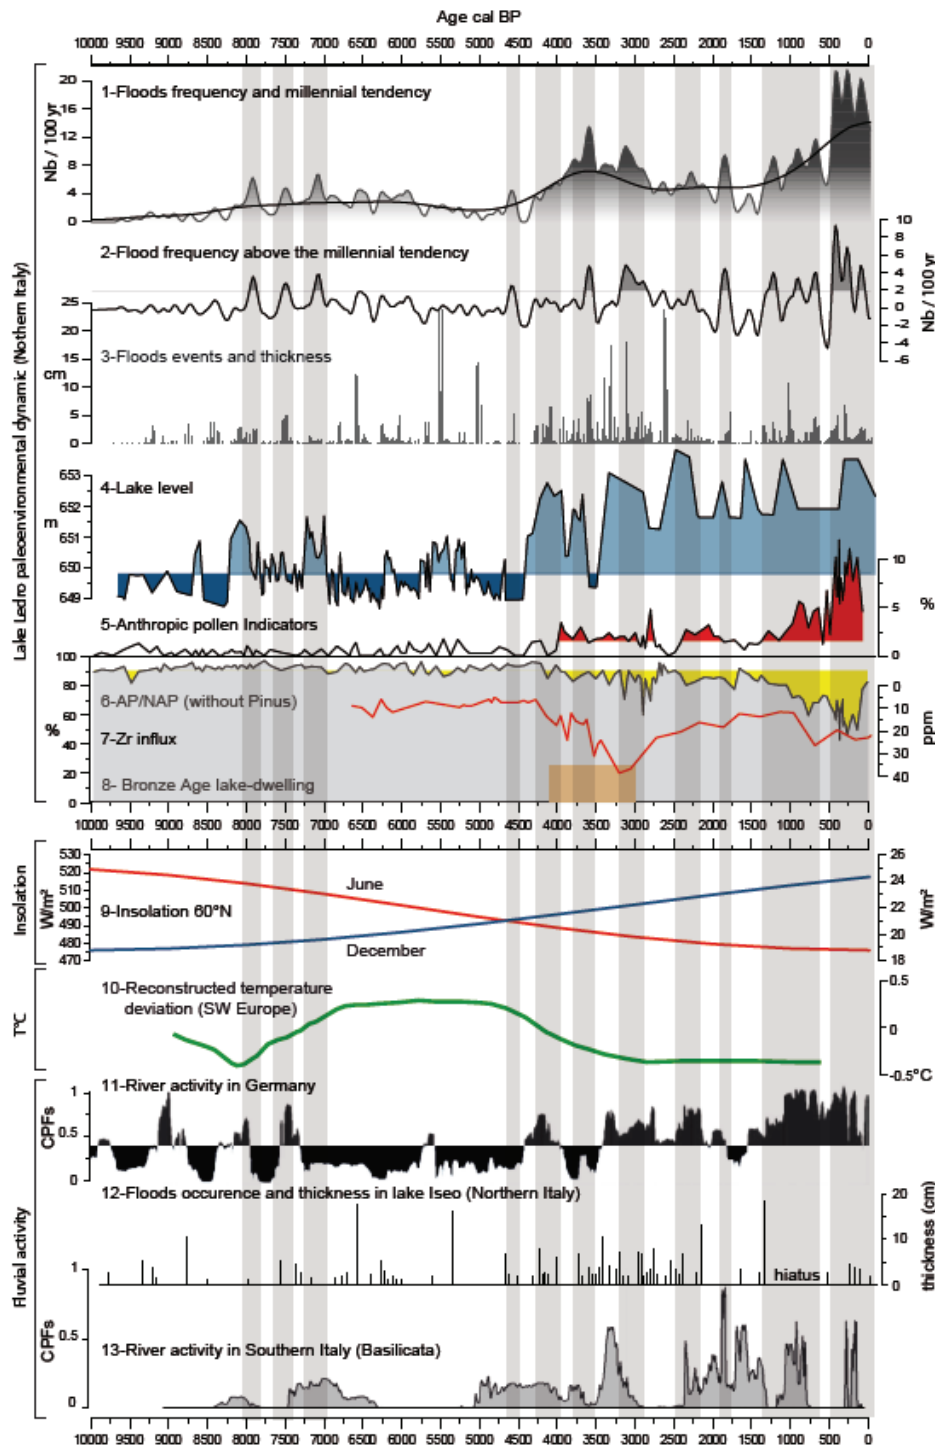 Age cal BP
10000 9500 9000 8500 8000 7500 7000 6500 6000 5500 5000 4500 4000 3500 3000 2500 2000 1500 1000 500 0
Lake Ledro paleoenvironmental dynamic (Nothern Italy)
Nb / 100 yr
20
16
12
8
4
0
1-Floods frequency and millennial tendency
2-Flood frequency above the millennial tendency
10
8
6
4
2
0
-2
-4
-6
Nb / 100 yr
25
20
15
10
5
0
cm
3-Floods events and thickness
653
652
651
650
649
m
4-Lake level
10
5
0
%
5-Anthropic pollen Indicators
100
80
60
40
20
0
%
6-AP/NAP (without Pinus)
7-Zr influx
8- Bronze Age lake-dwelling
0
10
20
30
40
ppm
10000 9500 9000 8500 8000 7500 7000 6500 6000 5500 5000 4500 4000 3500 3000 2500 2000 1500 1000 500 0
Insolation
W/m²
530
520
510
500
490
480
470
June
9-Insolation 60°N
December
26
24
22
21
20
19
18
W/m²
T°C
10-Reconstructed temperature
deviation (SW Europe)
0.5
0
-0.5°C
Fluvial activity
CPFs
1
0.5
0
11-River activity in Germany
12-Floods occurence and thickness in lake Iseo (Northern Italy)
20
10
5
0
thickness (cm)
hiatus
CPFs
1
0.5
0
13-River activity in Southern Italy (Basilicata)
10000 9500 9000 8500 8000 7500 7000 6500 6000 5500 5000 4500 4000 3500 3000 2500 2000 1500 1000 500 0